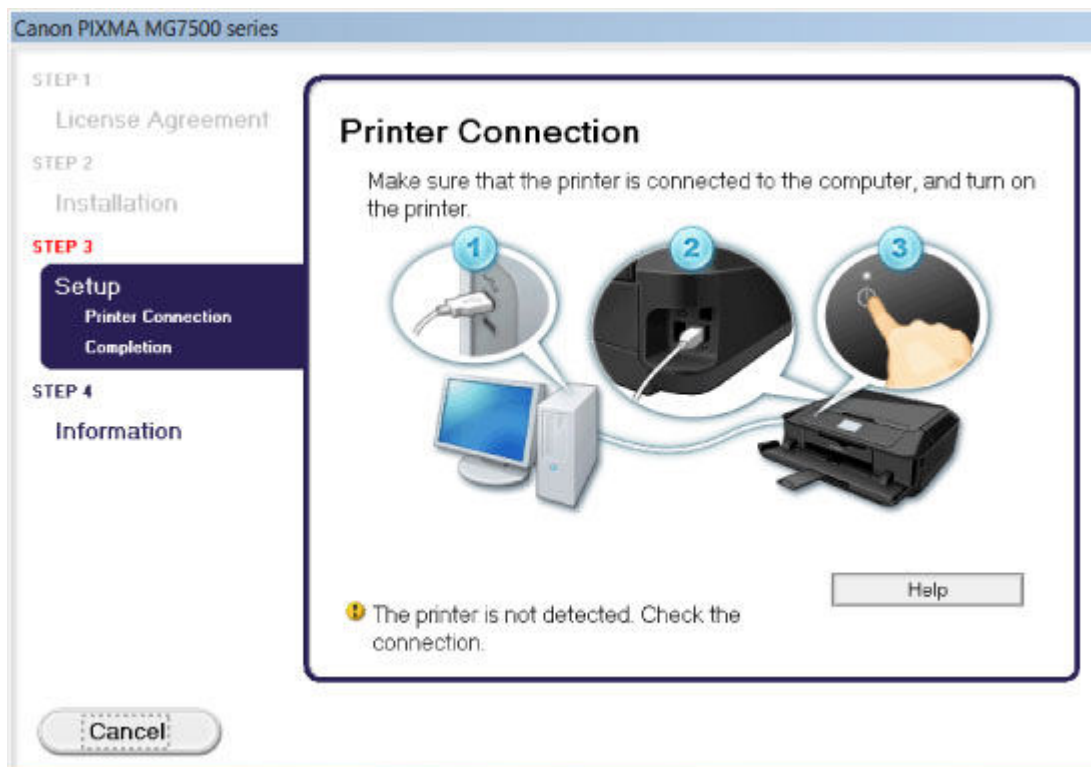 Canon PIXMA MG7500 series
STEP 1
License Agreement
STEP 2
Installation
STEP 3
Setup
Printer Connection
Completion
STEP 4
Information
Printer Connection
Make sure that the printer is connected to the computer, and turn on
the printer.
1
2
3
Help
The printer is not detected. Check the
connection.
Cancel